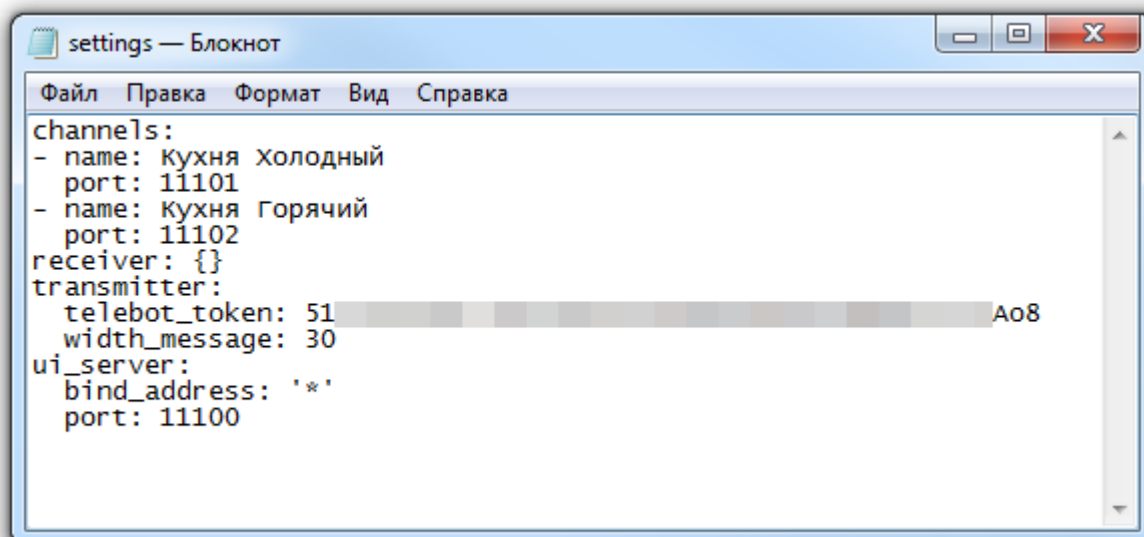 settings — Блокнот
Файл Правка Формат Вид Справка
channels:
- name: Кухня Холодный
  port: 11101
- name: Кухня Горячий
  port: 11102
receiver: {}
transmitter:
  telebot_token: 51 Ao8
  width_message: 30
ui_server:
  bind_address: '*'
  port: 11100